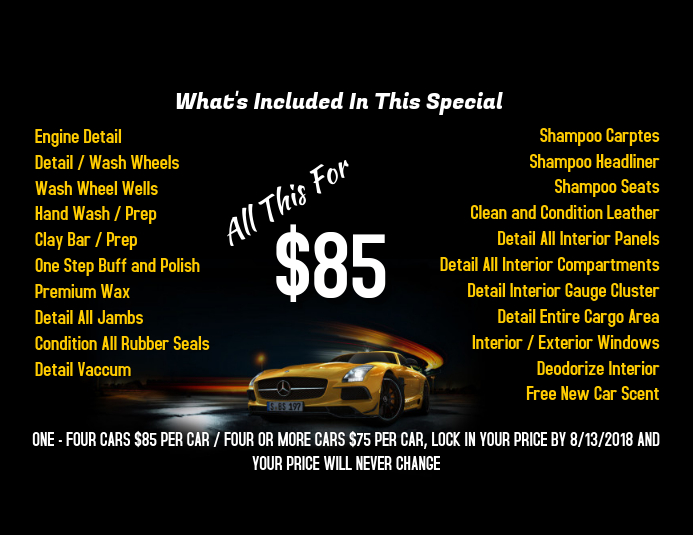 What's Included In This Special
Engine Detail
Detail / Wash Wheels
Wash Wheel Wells
Hand Wash / Prep
Clay Bar / Prep
One Step Buff and Polish
Premium Wax
Detail All Jambs
Condition All Rubber Seals
Detail Vaccum
All This For
$85
Shampoo Carptes
Shampoo Headliner
Shampoo Seats
Clean and Condition Leather
Detail All Interior Panels
Detail All Interior Compartments
Detail Interior Gauge Cluster
Detail Entire Cargo Area
Interior / Exterior Windows
Deodorize Interior
Free New Car Scent
ONE - FOUR CARS $85 PER CAR / FOUR OR MORE CARS $75 PER CAR, LOCK IN YOUR PRICE BY 8/13/2018 AND
YOUR PRICE WILL NEVER CHANGE